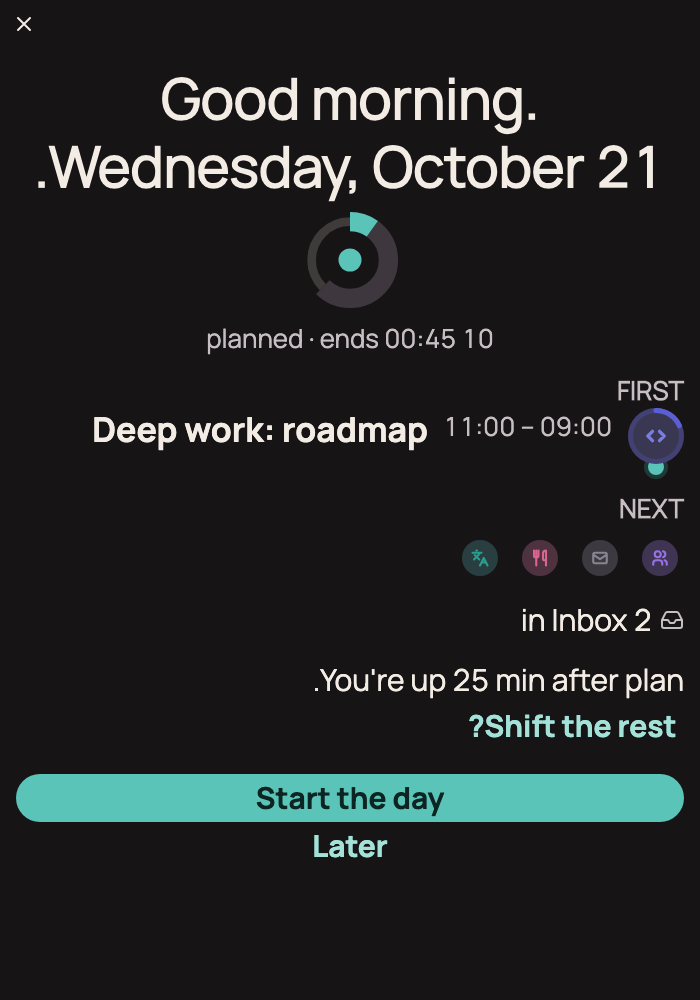 Good morning.
.Wednesday, October 21
planned · ends 00:45 10
FIRST
Deep work: roadmap 11:00 – 09:00
NEXT
in Inbox 2
.You're up 25 min after plan
?Shift the rest
Start the day
Later